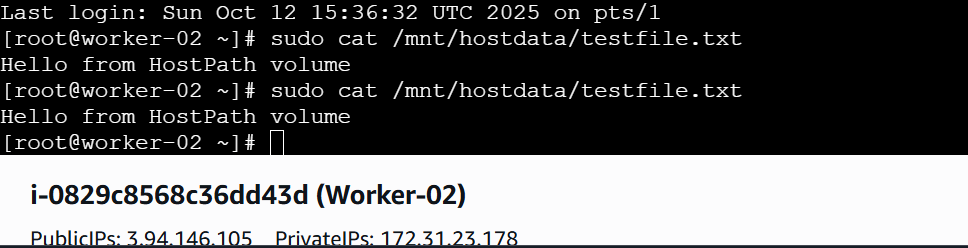 Last login: Sun Oct 12 15:36:32 UTC 2025 on pts/1
[root@worker-02 ~]# sudo cat /mnt/hostdata/testfile.txt
Hello from HostPath volume
[root@worker-02 ~]# sudo cat /mnt/hostdata/testfile.txt
Hello from HostPath volume
[root@worker-02 ~]#
i-0829c8568c36dd43d (Worker-02)
PublicIPs: 3.94.146.105 PrivateIPs: 172.31.23.178